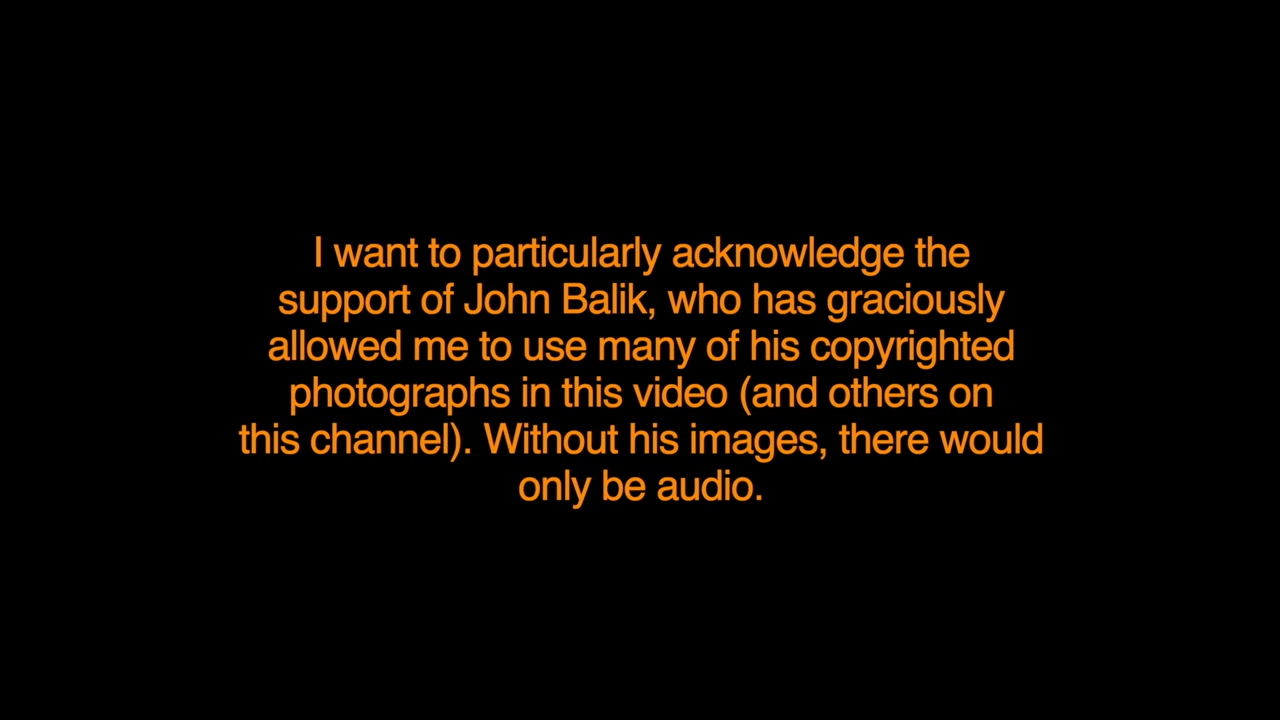 I want to particularly acknowledge the
support of John Balik, who has graciously
allowed me to use many of his copyrighted
photographs in this video (and others on
this channel). Without his images, there would
only be audio.